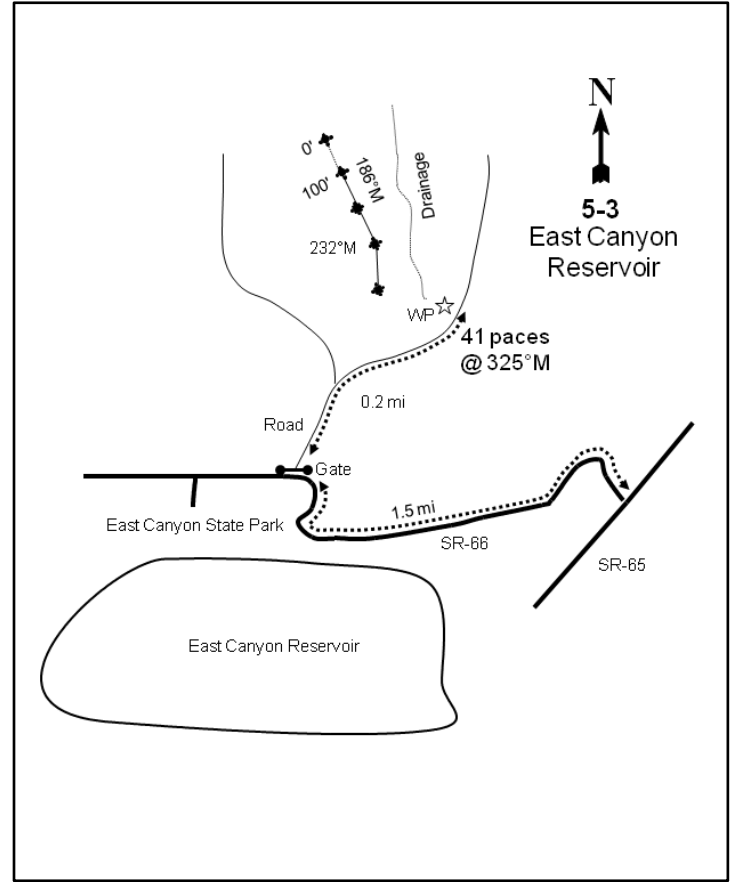 N
5-3
East Canyon
Reservoir
0'
100'
186°M
232°M
Drainage
WP
41 paces
@ 325°M
0.2 mi
Road
Gate
East Canyon State Park
1.5 mi
SR-66
SR-65
East Canyon Reservoir